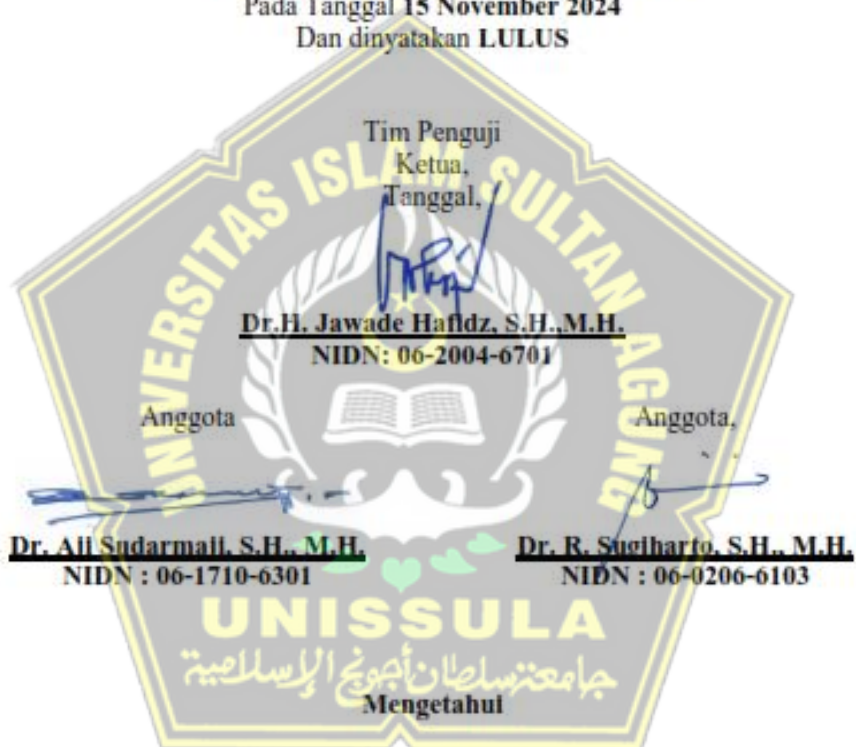 Pada Tanggal 15 November 2024
Dan dinyatakan LULUS
Tim Penguji
Ketua,
Tanggal,
Dr.H. Jawade Hafidz, S.H.,M.H.
NIDN: 06-2004-6701
Anggota
Anggota,
Dr. Aji Sudarmaji, S.H., M.H.
Dr. R. Sugiharto, S.H., M.H.
NIDN : 06-1710-6301
NIDN : 06-0206-6103
Mengetahui
UNIVERSITAS ISLAM SULTAN AGUNG
UNISSULA
جامعة سلطان أجونج الإسلامية